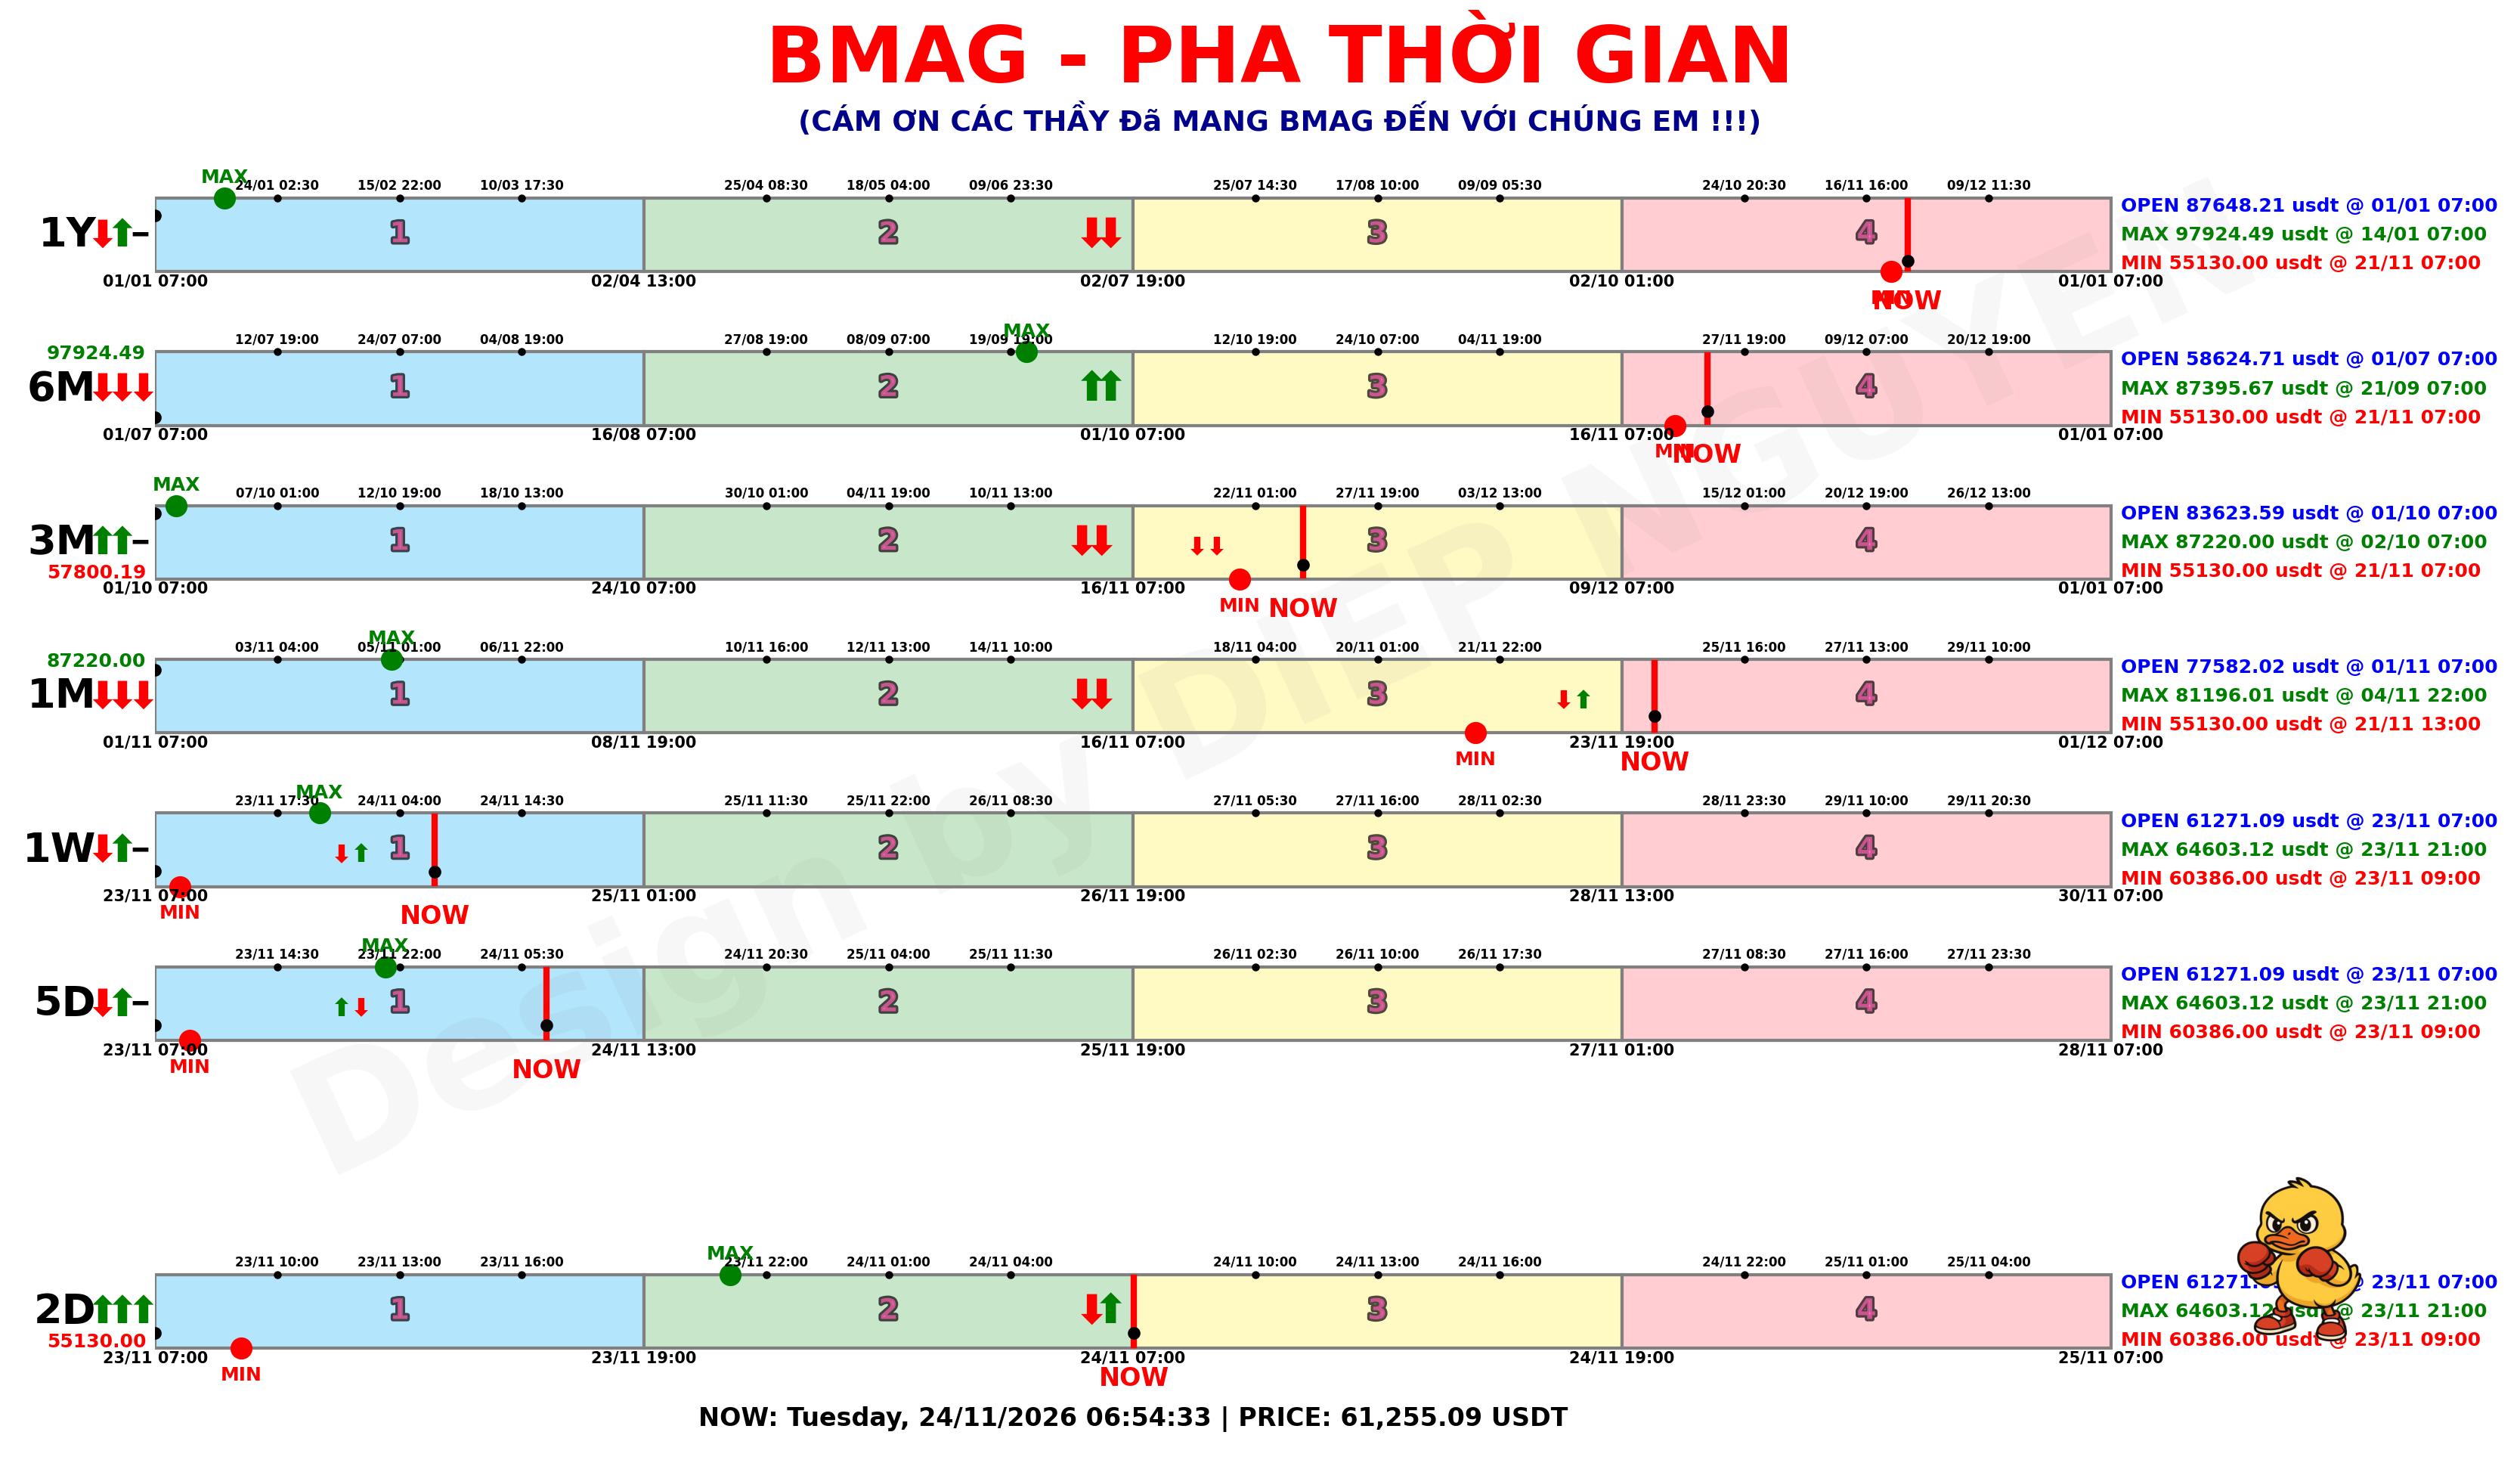 BMAG - PHA THỜI GIAN
(CÁM ƠN CÁC THẦY Đã MANG BMAG ĐẾN VỚI CHÚNG EM !!!)
MAX
24/01 02:30 15/02 22:00 10/03 17:30 25/04 08:30 18/05 04:00 09/06 23:30 25/07 14:30 17/08 10:00 09/09 05:30 24/10 20:30 16/11 16:00 09/12 11:30
OPEN 87648.21 usdt @ 01/01 07:00
1Y 1 2 3 4
MAX 97924.49 usdt @ 14/01 07:00
MIN 55130.00 usdt @ 21/11 07:00
01/01 07:00 02/04 13:00 02/07 19:00 02/10 01:00 01/01 07:00
MIN NOW
MAX
12/07 19:00 24/07 07:00 04/08 19:00 27/08 19:00 08/09 07:00 19/09 19:00 12/10 19:00 24/10 07:00 04/11 19:00 27/11 19:00 09/12 07:00 20/12 19:00
97924.49
OPEN 58624.71 usdt @ 01/07 07:00
6M 1 2 3 4
MAX 87395.67 usdt @ 21/09 07:00
MIN 55130.00 usdt @ 21/11 07:00
01/07 07:00 16/08 07:00 01/10 07:00 16/11 07:00 01/01 07:00
MIN NOW
MAX
07/10 01:00 12/10 19:00 18/10 13:00 30/10 01:00 04/11 19:00 10/11 13:00 22/11 01:00 27/11 19:00 03/12 13:00 15/12 01:00 20/12 19:00 26/12 13:00
OPEN 83623.59 usdt @ 01/10 07:00
3M 1 2 3 4
MAX 87220.00 usdt @ 02/10 07:00
57800.19
MIN 55130.00 usdt @ 21/11 07:00
01/10 07:00 24/10 07:00 16/11 07:00 09/12 07:00 01/01 07:00
MIN NOW
MAX
03/11 04:00 05/11 01:00 06/11 22:00 10/11 16:00 12/11 13:00 14/11 10:00 18/11 04:00 20/11 01:00 21/11 22:00 25/11 16:00 27/11 13:00 29/11 10:00
87220.00
OPEN 77582.02 usdt @ 01/11 07:00
1M 1 2 3 4
MAX 81196.01 usdt @ 04/11 22:00
MIN 55130.00 usdt @ 21/11 13:00
01/11 07:00 08/11 19:00 16/11 07:00 23/11 19:00 01/12 07:00
MIN NOW
MAX
23/11 17:30 24/11 04:00 24/11 14:30 25/11 11:30 25/11 22:00 26/11 08:30 27/11 05:30 27/11 16:00 28/11 02:30 28/11 23:30 29/11 10:00 29/11 20:30
OPEN 61271.09 usdt @ 23/11 07:00
1W 1 2 3 4
MAX 64603.12 usdt @ 23/11 21:00
MIN 60386.00 usdt @ 23/11 09:00
23/11 07:00 25/11 01:00 26/11 19:00 28/11 13:00 30/11 07:00
MIN NOW
MAX
23/11 14:30 23/11 22:00 24/11 05:30 24/11 20:30 25/11 04:00 25/11 11:30 26/11 02:30 26/11 10:00 26/11 17:30 27/11 08:30 27/11 16:00 27/11 23:30
OPEN 61271.09 usdt @ 23/11 07:00
5D 1 2 3 4
MAX 64603.12 usdt @ 23/11 21:00
MIN 60386.00 usdt @ 23/11 09:00
23/11 07:00 24/11 13:00 25/11 19:00 27/11 01:00 28/11 07:00
MIN NOW
Design by DIEP NGUYEN
MAX
23/11 10:00 23/11 13:00 23/11 16:00 23/11 22:00 24/11 01:00 24/11 04:00 24/11 10:00 24/11 13:00 24/11 16:00 24/11 22:00 25/11 01:00 25/11 04:00
OPEN @ 23/11 07:00
2D 1 2 3 4
MAX 64603.12 usdt @ 23/11 21:00
55130.00
MIN 60386.00 usdt @ 23/11 09:00
23/11 07:00 23/11 19:00 24/11 07:00 24/11 19:00 25/11 07:00
MIN NOW
NOW: Tuesday, 24/11/2026 06:54:33 | PRICE: 61,255.09 USDT